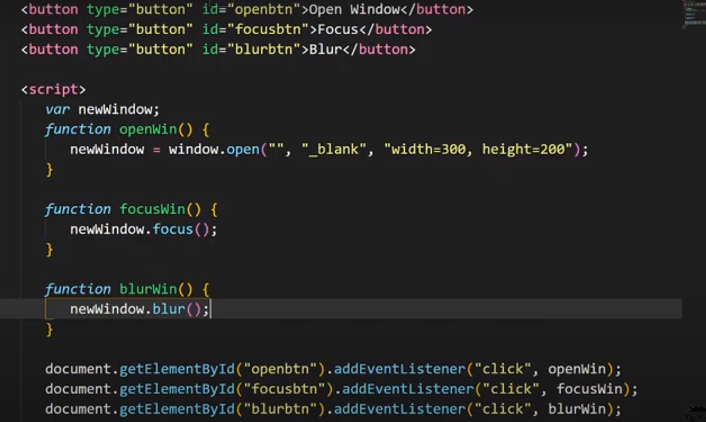 <button type="button" id="openbtn">Open Window</button>
<button type="button" id="focusbtn">Focus</button>
<button type="button" id="blurbtn">Blur</button>
<script>
var newWindow;
function openWin() {
newWindow = window.open("", "_blank", "width=300, height=200");
}
function focusWin() {
newWindow.focus();
}
function blurWin() {
newWindow.blur();
}
document.getElementById("openbtn").addEventListener("click", openWin);
document.getElementById("focusbtn").addEventListener("click", focusWin);
document.getElementById("blurbtn").addEventListener("click", blurWin);